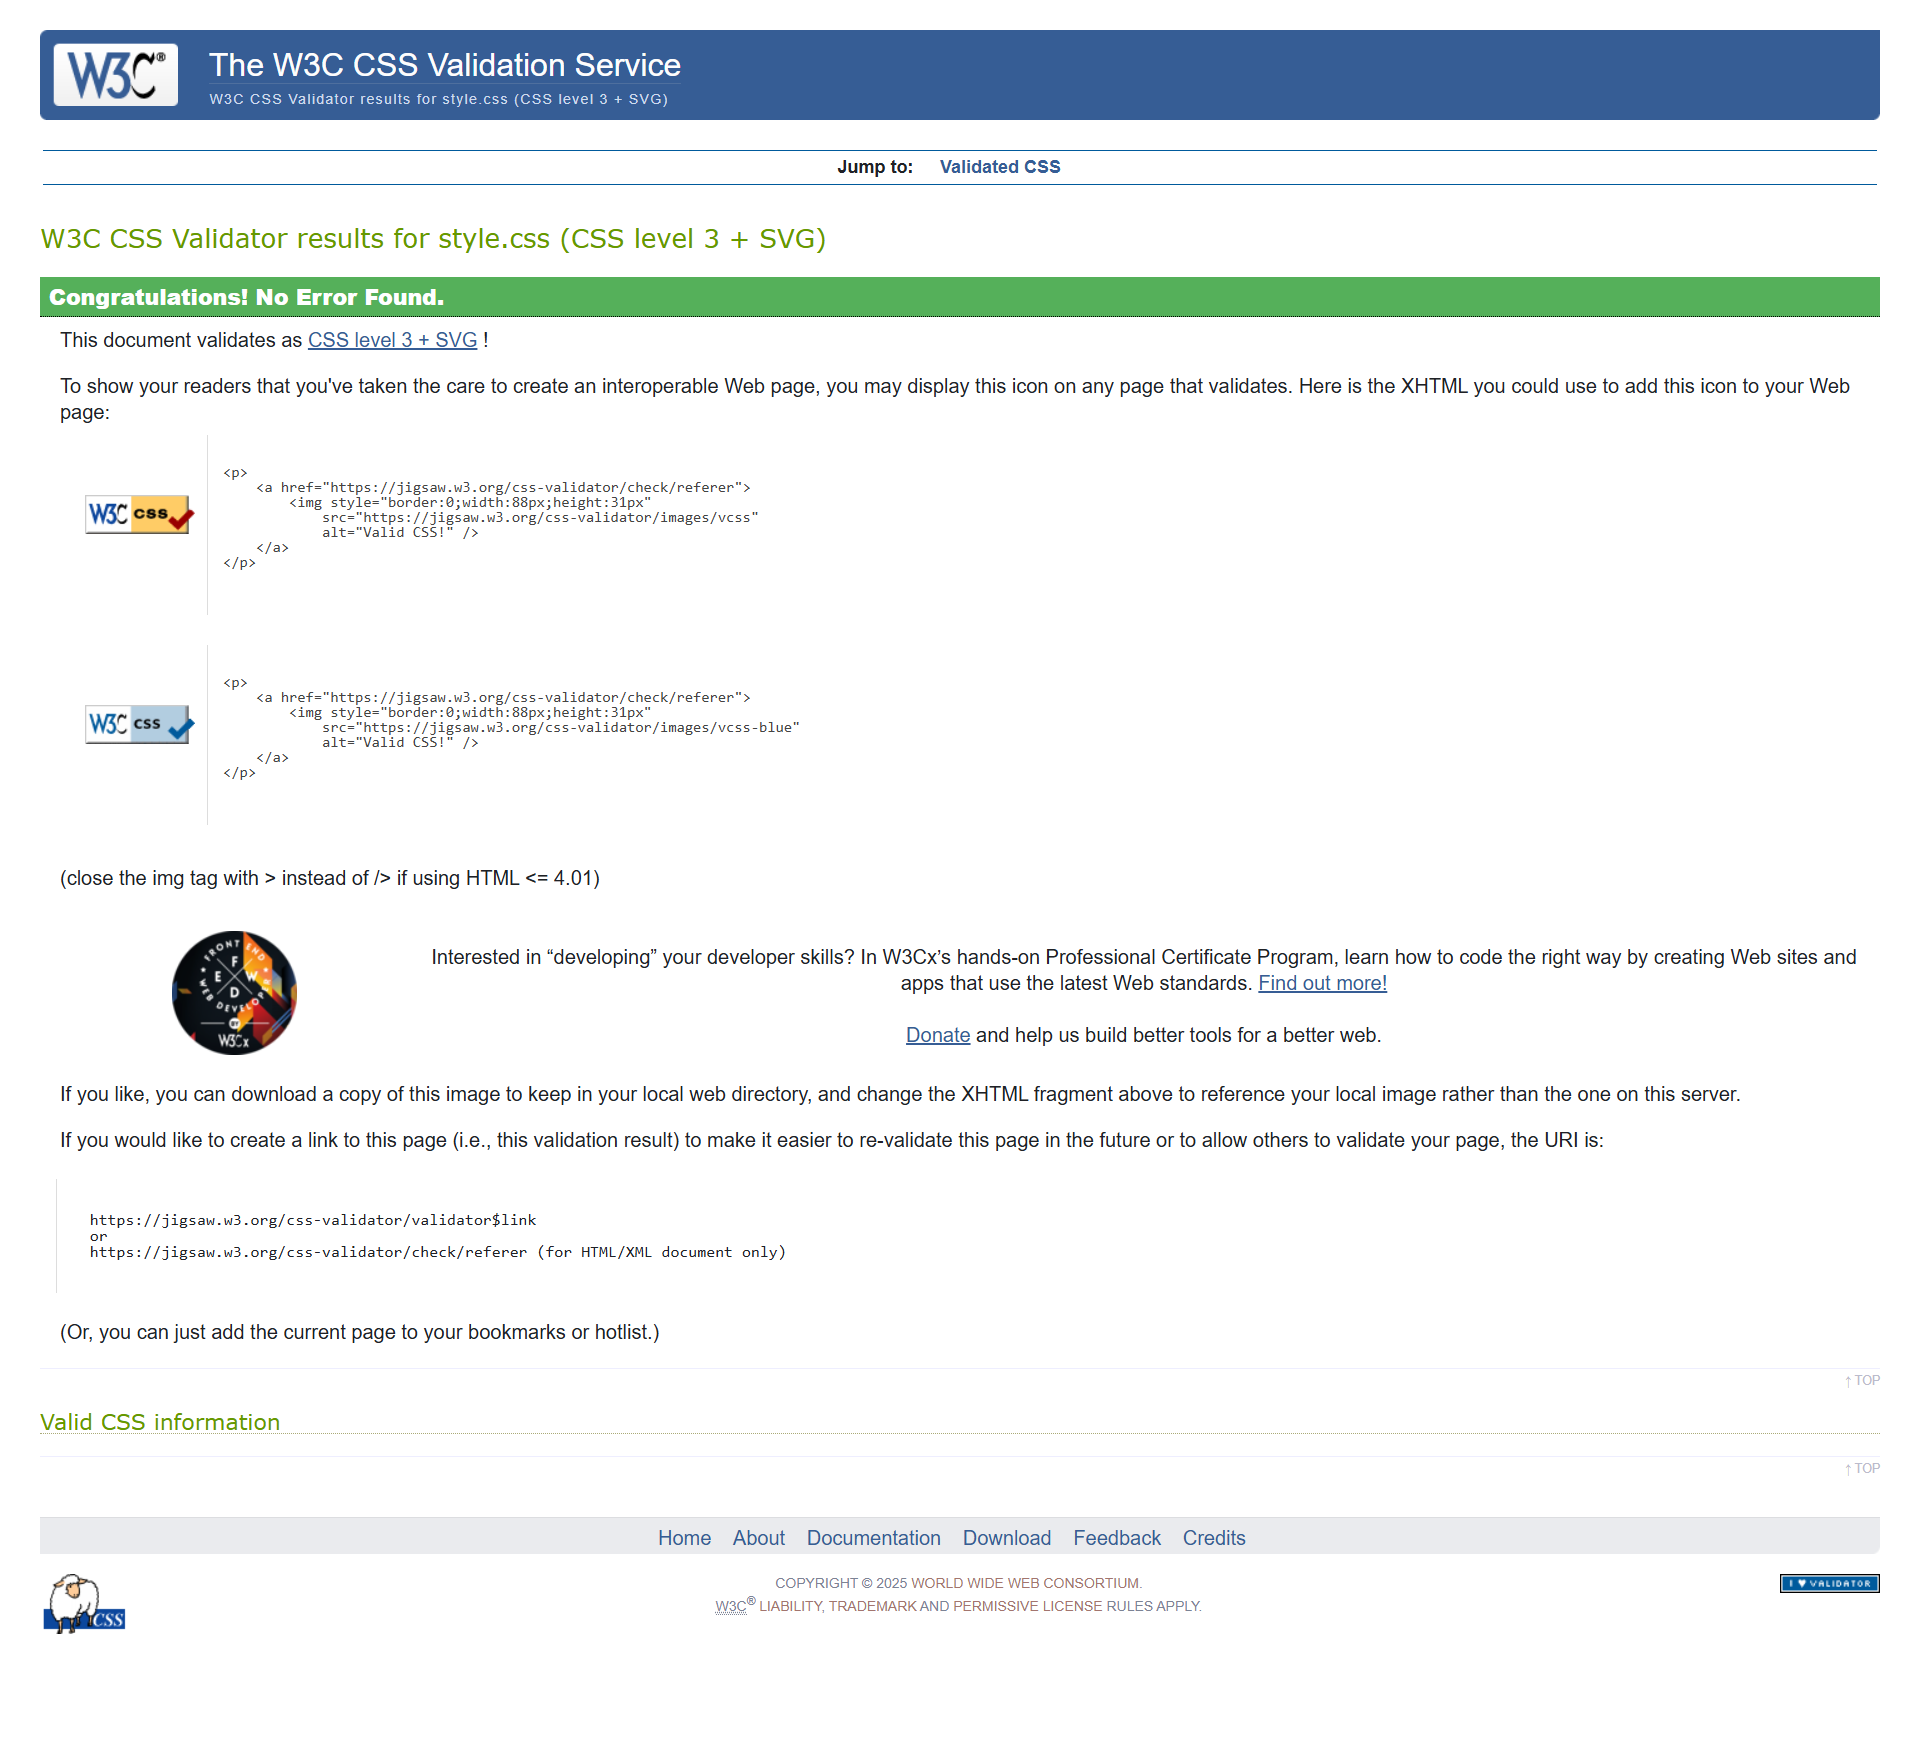 W3C®
The W3C CSS Validation Service
W3C CSS Validator results for style.css (CSS level 3 + SVG)
Jump to: Validated CSS
W3C CSS Validator results for style.css (CSS level 3 + SVG)
Congratulations! No Error Found.
This document validates as CSS level 3 + SVG !
To show your readers that you've taken the care to create an interoperable Web page, you may display this icon on any page that validates. Here is the XHTML you could use to add this icon to your Web
page:
W3C css
<p>
    <a href="https://jigsaw.w3.org/css-validator/check/referer">
        <img style="border:0;width:88px;height:31px"
            src="https://jigsaw.w3.org/css-validator/images/vcss"
            alt="Valid CSS!" />
    </a>
</p>
W3C css
<p>
    <a href="https://jigsaw.w3.org/css-validator/check/referer">
        <img style="border:0;width:88px;height:31px"
            src="https://jigsaw.w3.org/css-validator/images/vcss-blue"
            alt="Valid CSS!" />
    </a>
</p>
(close the img tag with > instead of /> if using HTML <= 4.01)
FRONT END
F
E W
D
WEB DEVELOPER
BY
W3Cx
Interested in “developing” your developer skills? In W3Cx’s hands-on Professional Certificate Program, learn how to code the right way by creating Web sites and
apps that use the latest Web standards. Find out more!
Donate and help us build better tools for a better web.
If you like, you can download a copy of this image to keep in your local web directory, and change the XHTML fragment above to reference your local image rather than the one on this server.
If you would like to create a link to this page (i.e., this validation result) to make it easier to re-validate this page in the future or to allow others to validate your page, the URI is:
https://jigsaw.w3.org/css-validator/validator$link
or
https://jigsaw.w3.org/css-validator/check/referer (for HTML/XML document only)
(Or, you can just add the current page to your bookmarks or hotlist.)
↑ TOP
Valid CSS information
↑ TOP
Home About Documentation Download Feedback Credits
CSS
COPYRIGHT © 2025 WORLD WIDE WEB CONSORTIUM.
W3C® LIABILITY, TRADEMARK AND PERMISSIVE LICENSE RULES APPLY.
I ♥ VALIDATOR